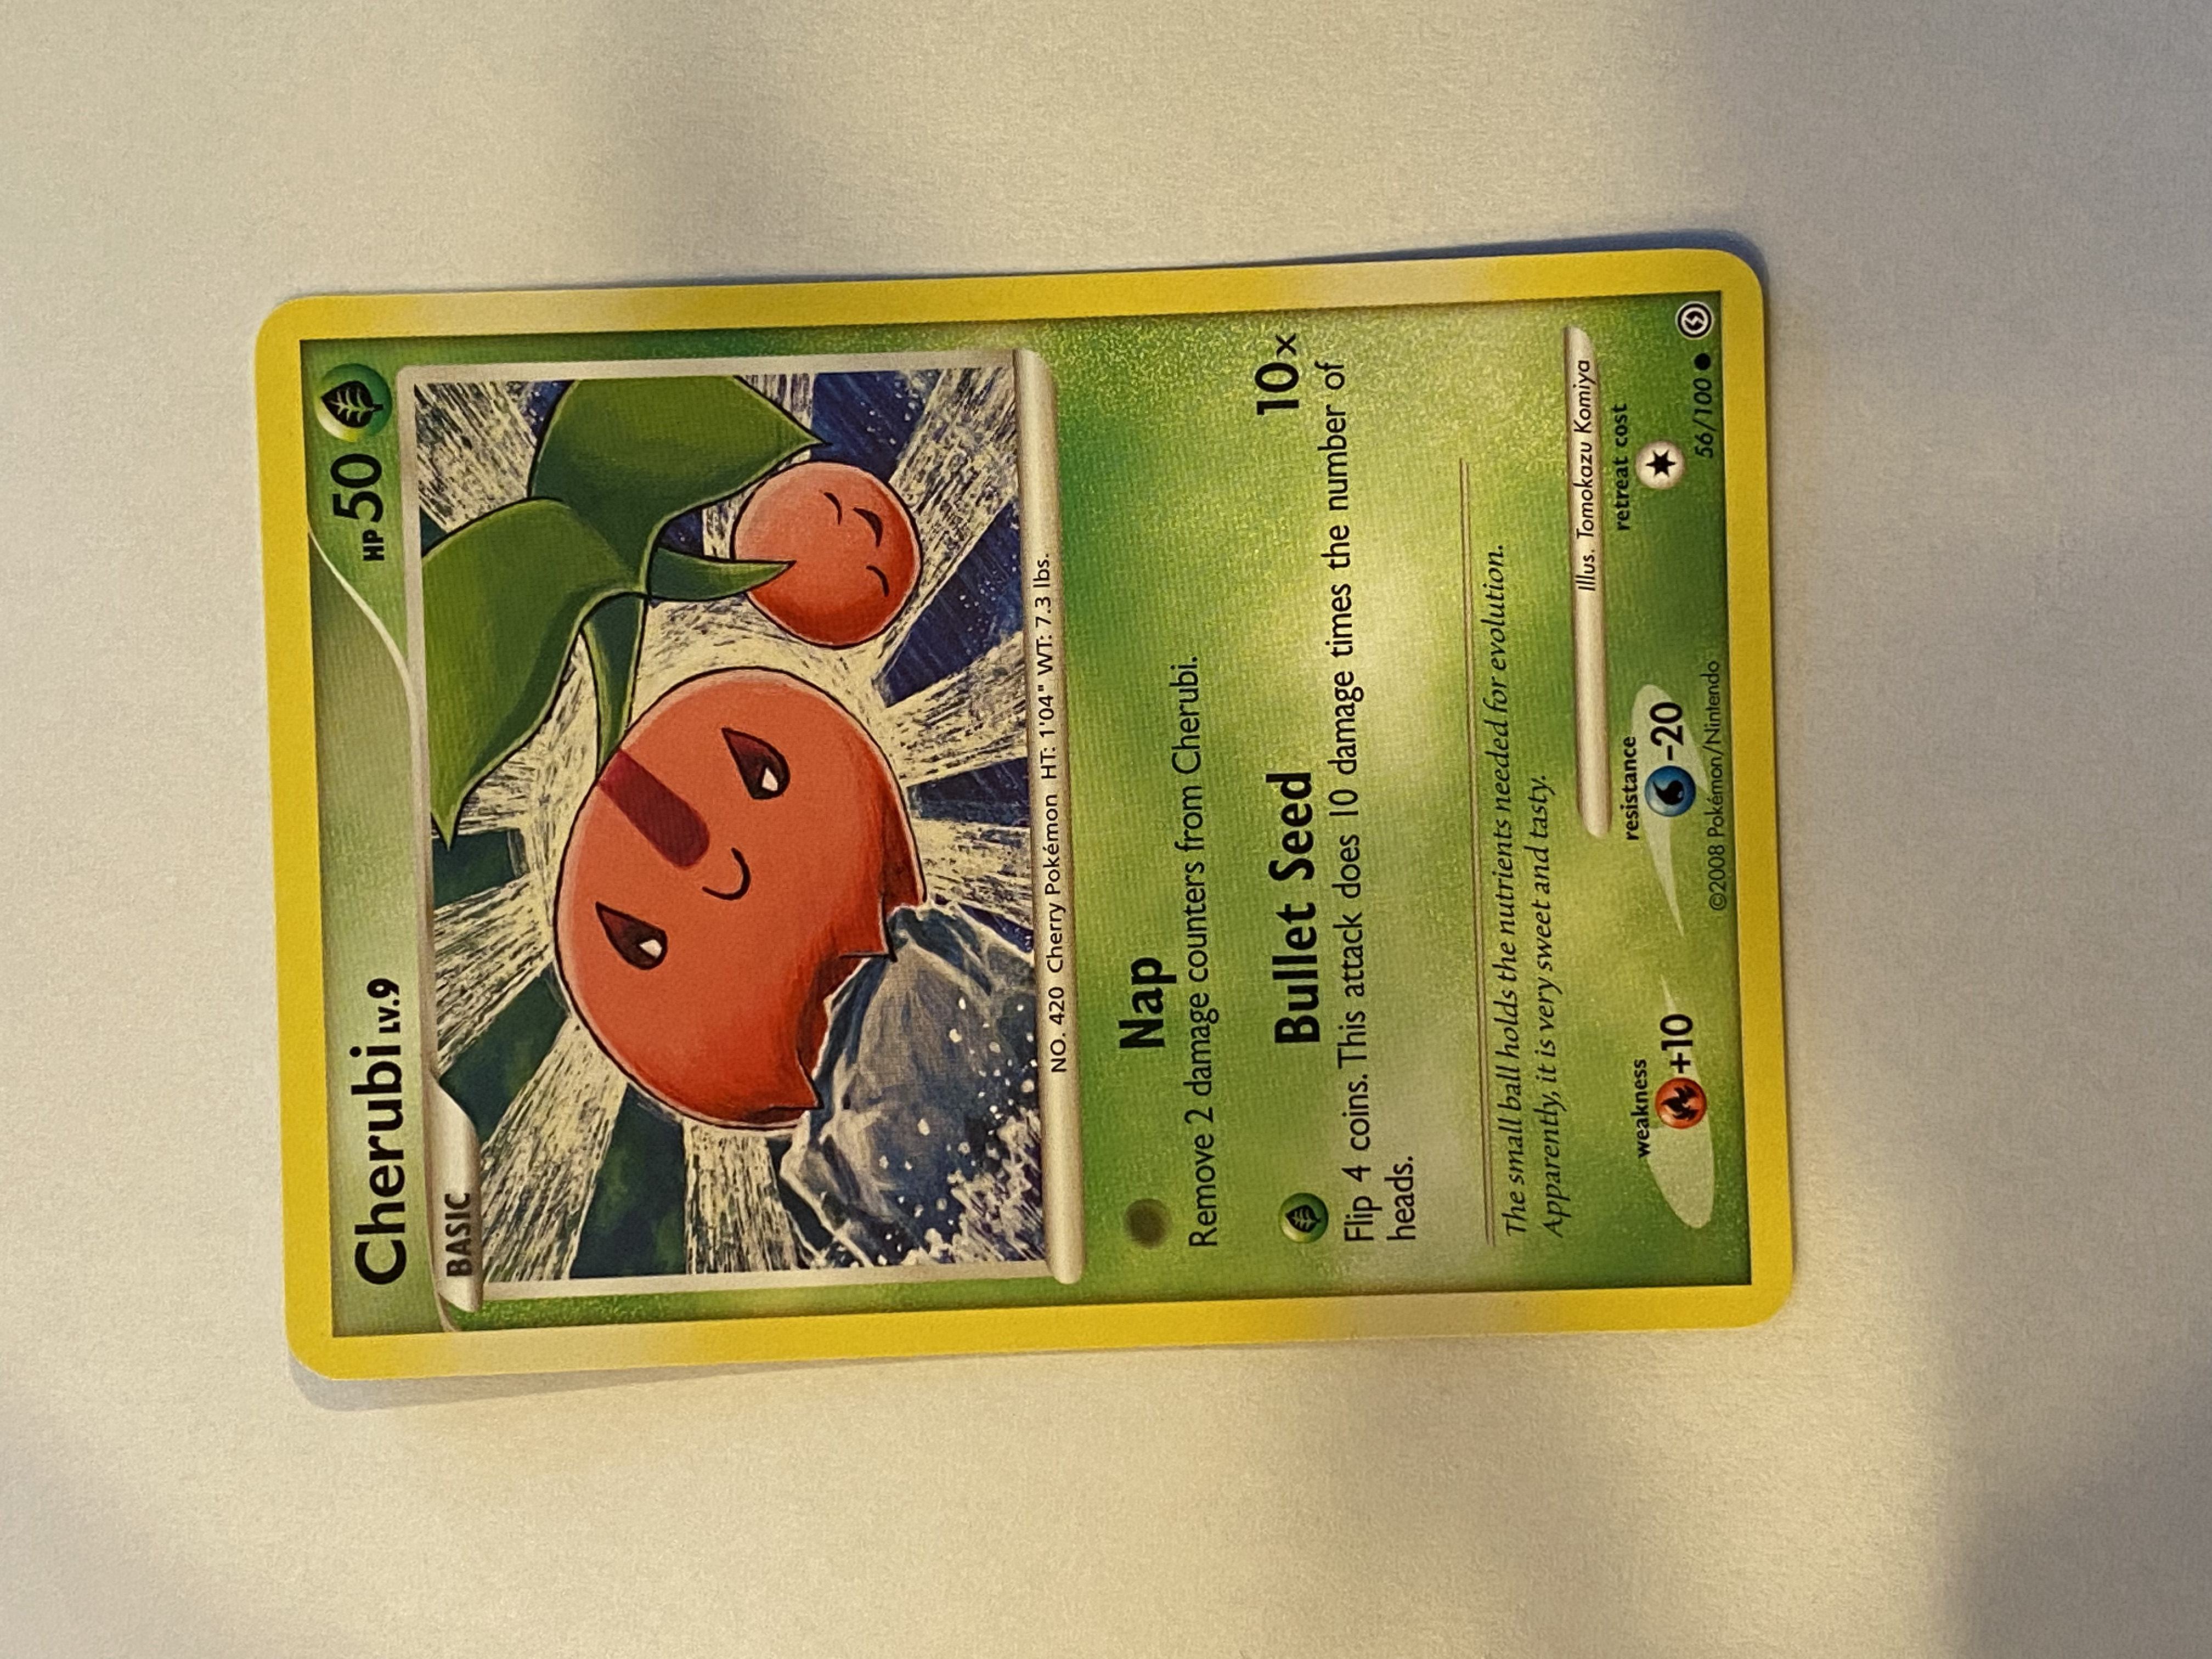 Cherubi LV.9 HP 50
BASIC
NO. 420 Cherry Pokémon HT: 1'04" WT: 7.3 lbs.
Nap
Remove 2 damage counters from Cherubi.
Bullet Seed 10x
Flip 4 coins. This attack does 10 damage times the number of
heads.
The small ball holds the nutrients needed for evolution.
Apparently, it is very sweet and tasty.
Illus. Tomokazu Komiya
weakness resistance retreat cost
+10 -20
©2008 Pokémon/Nintendo 56/100